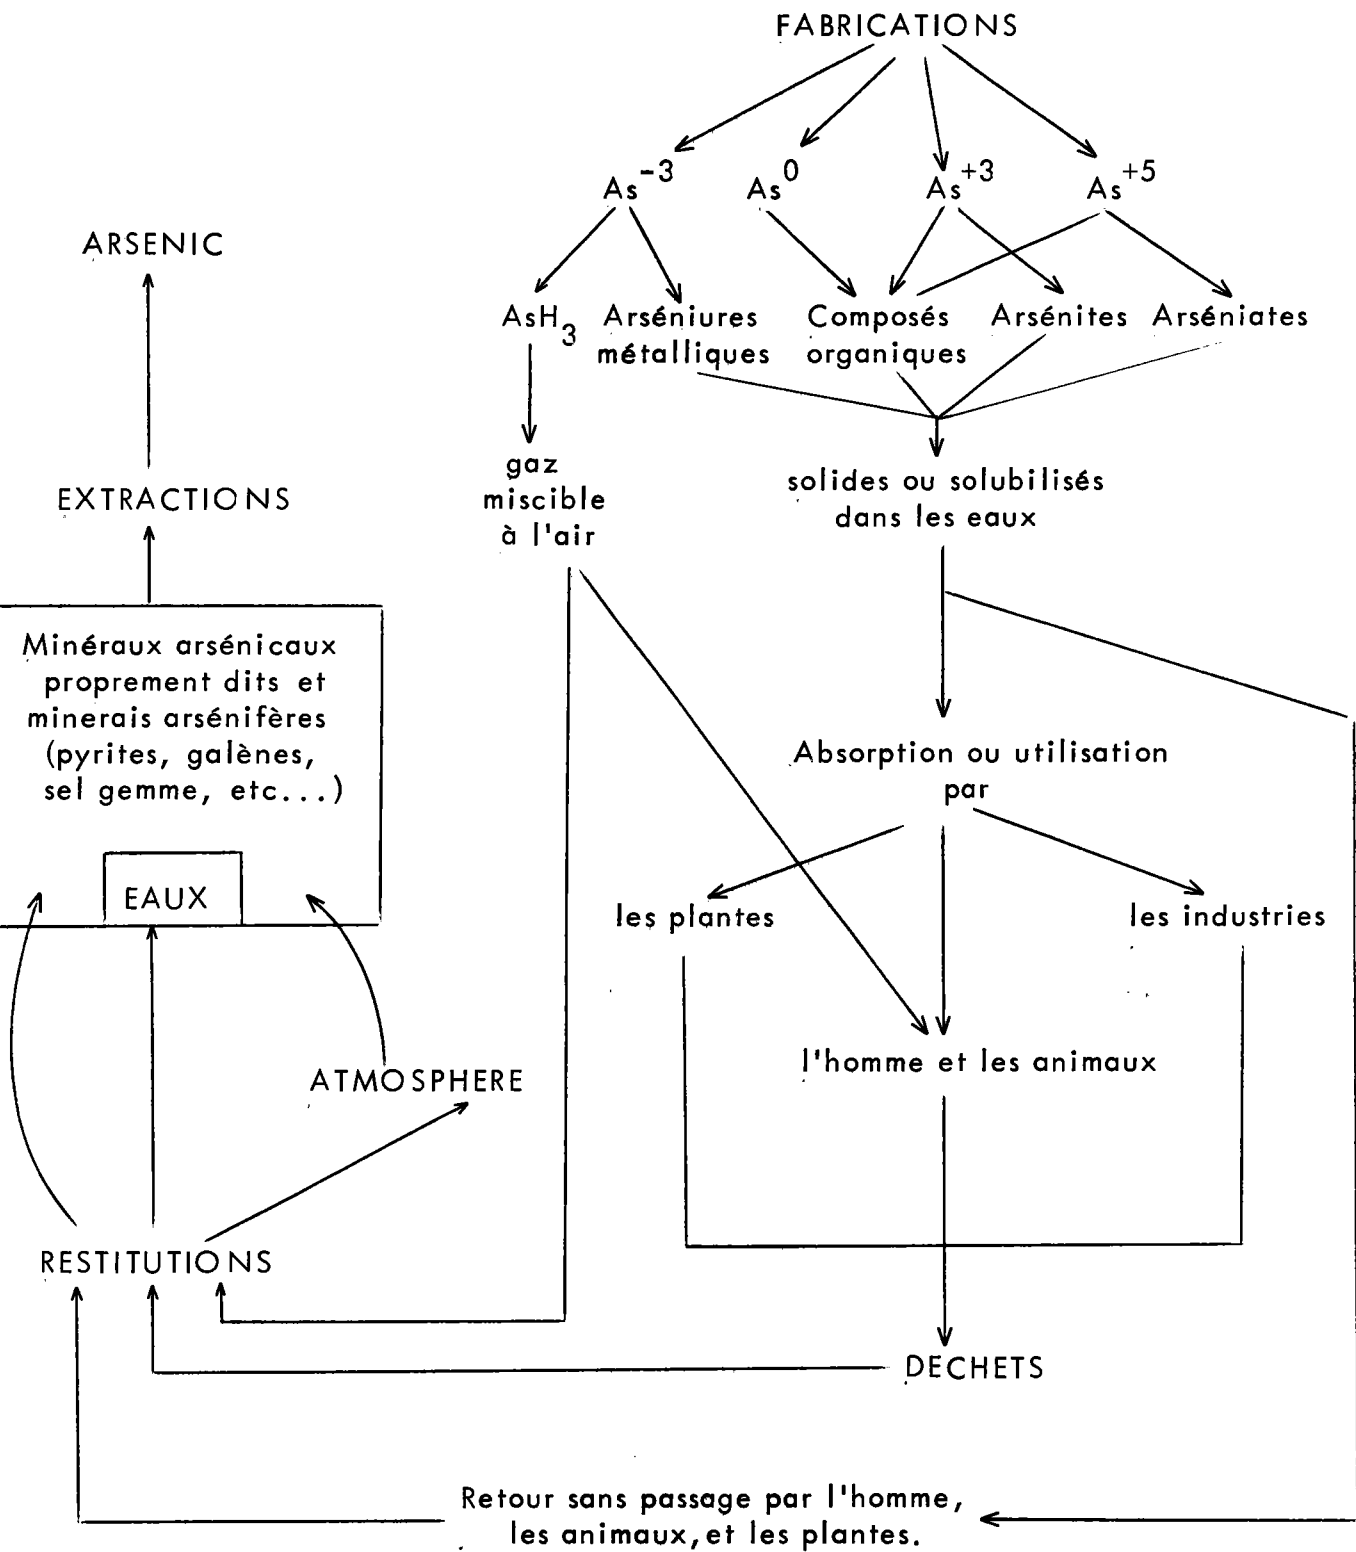 FABRICATIONS
As-3 As0 As+3 As+5
ARSENIC
AsH3 Arséniures métalliques Composés organiques Arsénites Arséniates
gaz
miscible
à l'air
solides ou solubilisés
dans les eaux
EXTRACTIONS
Minéraux arsénicaux
proprement dits et
minerais arsénifères
(pyrites, galènes,
sel gemme, etc...)
EAUX
Absorption ou utilisation
par
les plantes
les industries
l'homme et les animaux
ATMOSPHERE
RESTITUTIONS
DECHETS
Retour sans passage par l'homme,
les animaux, et les plantes.